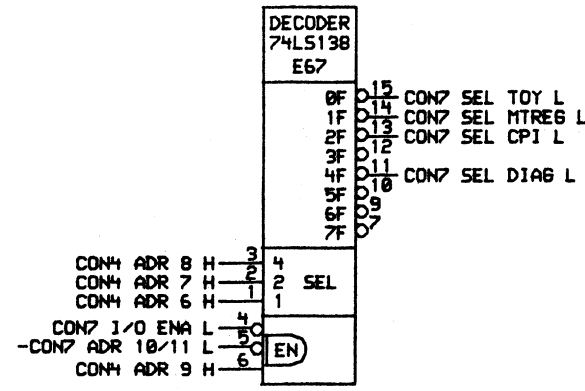 DECODER
74LS138
E67
0F 15 CON7 SEL TOY L
1F 14 CON7 SEL MTREG L
2F 13 CON7 SEL CPI L
3F 12
4F 11 CON7 SEL DIAG L
5F 10
6F 9
7F 7
CON4 ADR 8 H 3 4
CON4 ADR 7 H 2 2 SEL
CON4 ADR 6 H 1 1
CON7 I/O ENA L 4
-CON7 ADR 10/11 L 5 EN
CON4 ADR 9 H 6